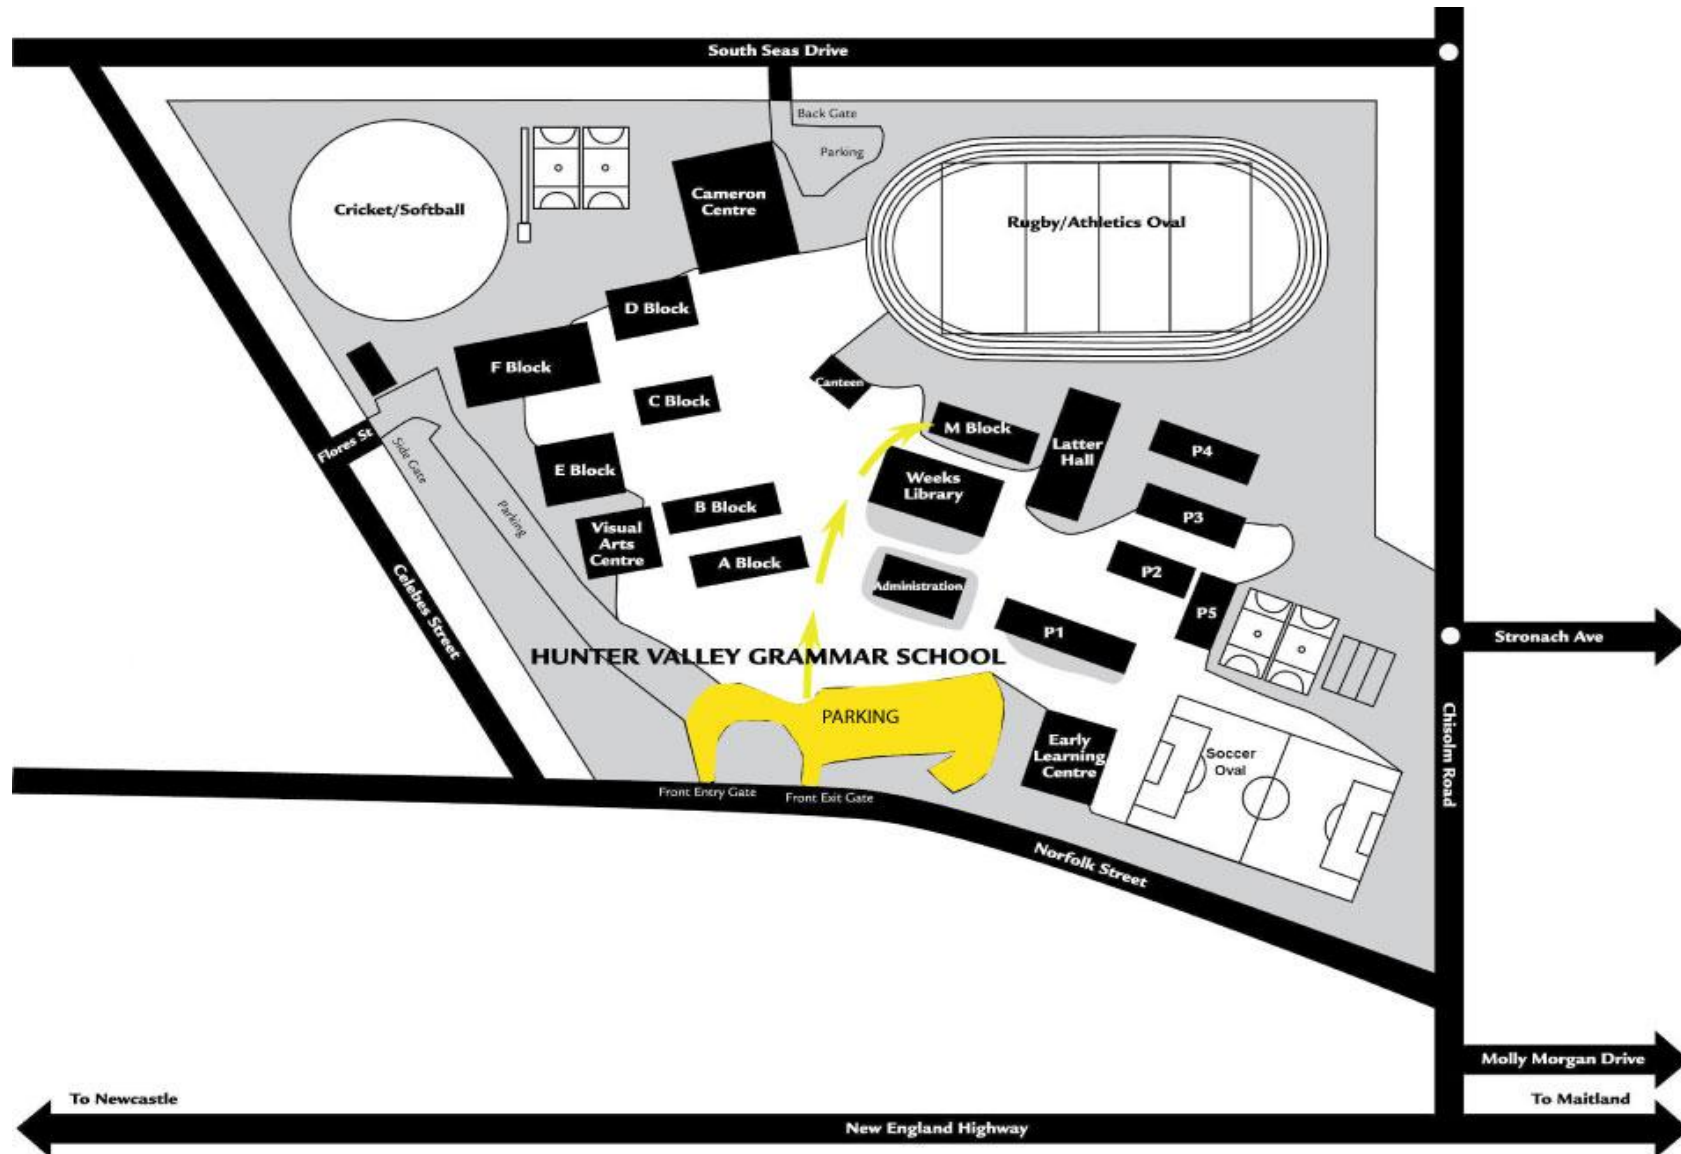 South Seas Drive
Back Gate
Parking
Cameron
Centre
Cricket/Softball
Rugby/Athletics Oval
D Block
F Block
C Block
Canteen
M Block
Latter
Hall
P4
Flores St
Side Gate
E Block
Weeks
Library
B Block
P3
Parking
Visual
Arts
Centre
A Block
Administration
P2
P5
Celebes Street
P1
Stronach Ave
HUNTER VALLEY GRAMMAR SCHOOL
PARKING
Early
Learning
Centre
Soccer
Oval
Chisolm Road
Front Entry Gate
Front Exit Gate
Norfolk Street
Molly Morgan Drive
To Newcastle
To Maitland
New England Highway